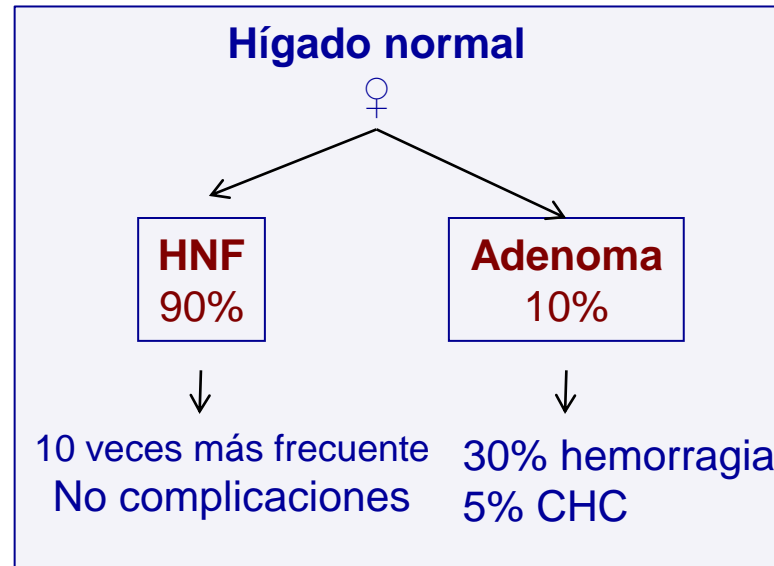 Hígado normal
♀
HNF
90%
Adenoma
10%
10 veces más frecuente
No complicaciones
30% hemorragia
5% CHC